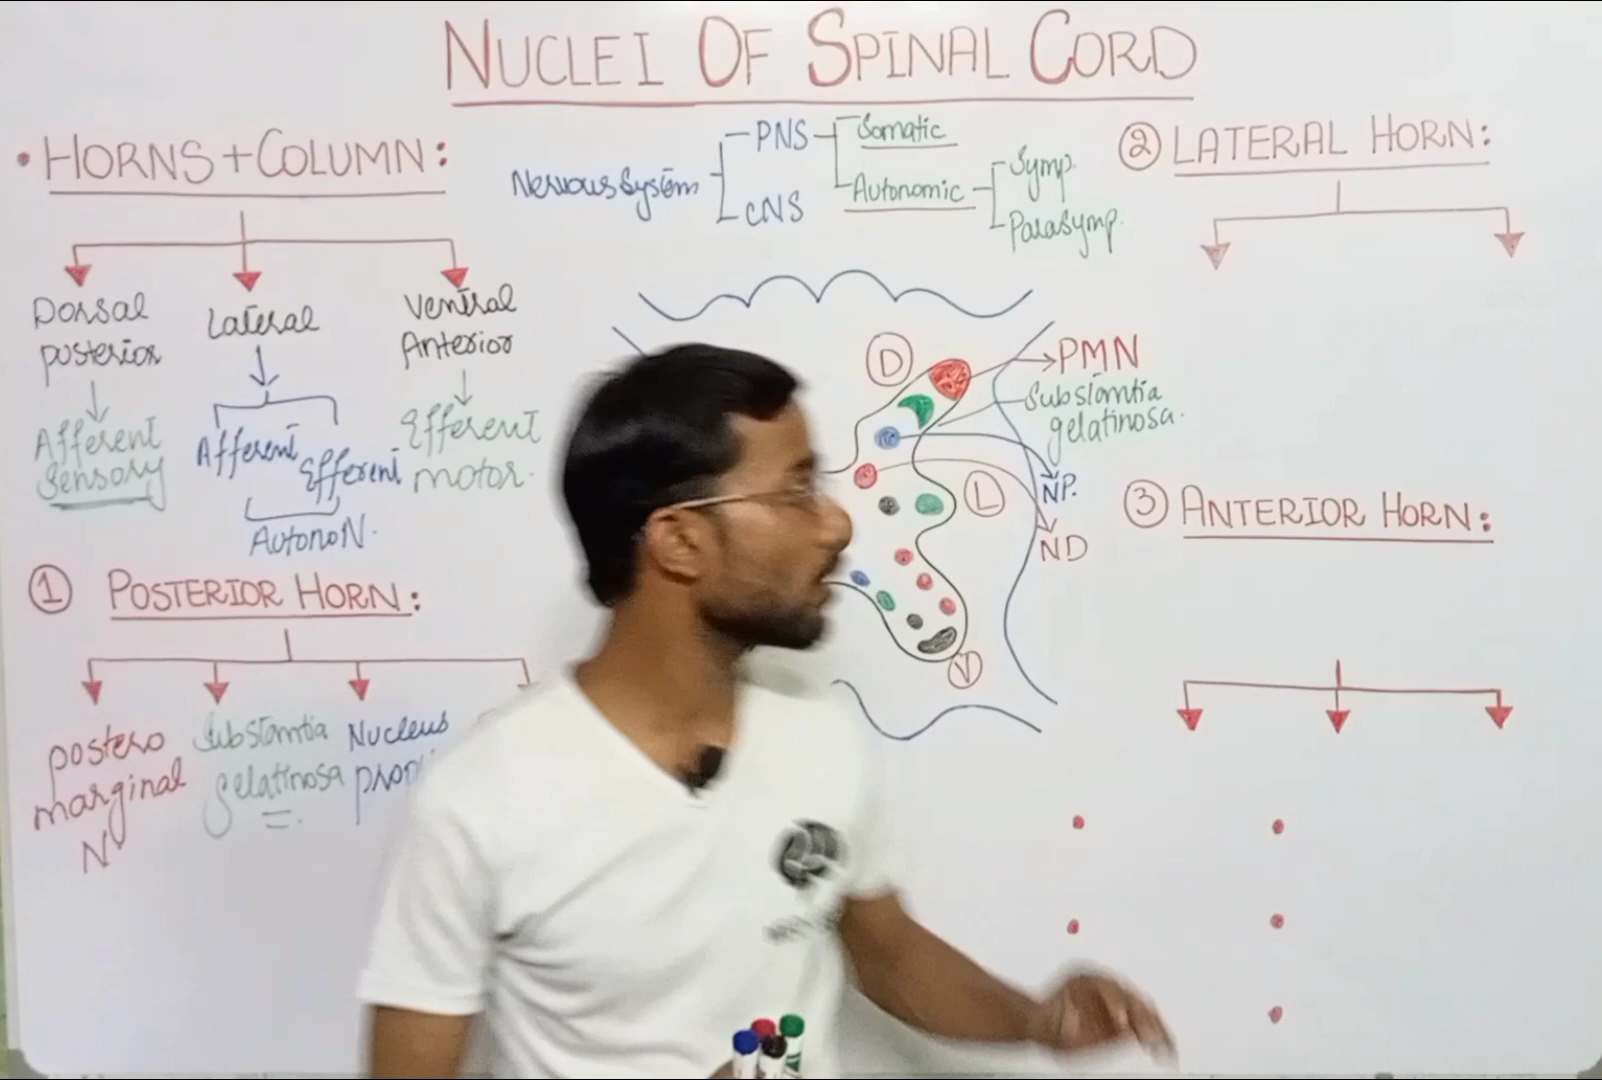 NUCLEI OF SPINAL CORD
• HORNS + COLUMN:
Dorsal
posterior
Afferent
Sensory
Lateral
Afferent
Efferent
AutonoN.
Ventral
Anterior
Efferent
motor.
Nervous System
PNS
CNS
Somatic
Autonomic
Symp.
Parasymp.
D
L
V
PMN
Substantia
gelatinosa.
NP.
ND
① POSTERIOR HORN:
postero
marginal
N
Substantia
gelatinosa
Nucleus
② LATERAL HORN:
③ ANTERIOR HORN: